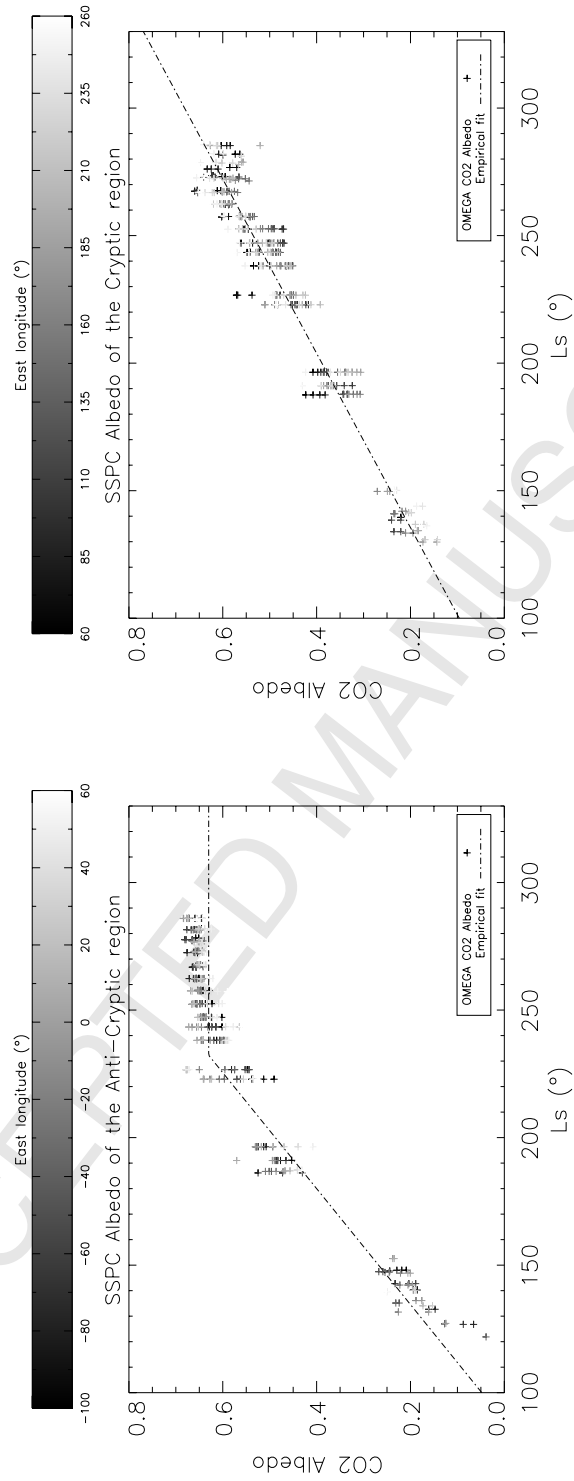 East longitude (°)
−100 −80 −60 −40 −20 0 20 40 60
SSPC Albedo of the Anti−Cryptic region
CO2 Albedo
0.8
0.6
0.4
0.2
0.0
OMEGA CO2 Albedo
Empirical fit
100 150 200 250 300
Ls (°)
East longitude (°)
60 85 110 135 160 185 210 235 260
SSPC Albedo of the Cryptic region
CO2 Albedo
0.8
0.6
0.4
0.2
0.0
OMEGA CO2 Albedo
Empirical fit
100 150 200 250 300
Ls (°)
CEPTED MANUSC